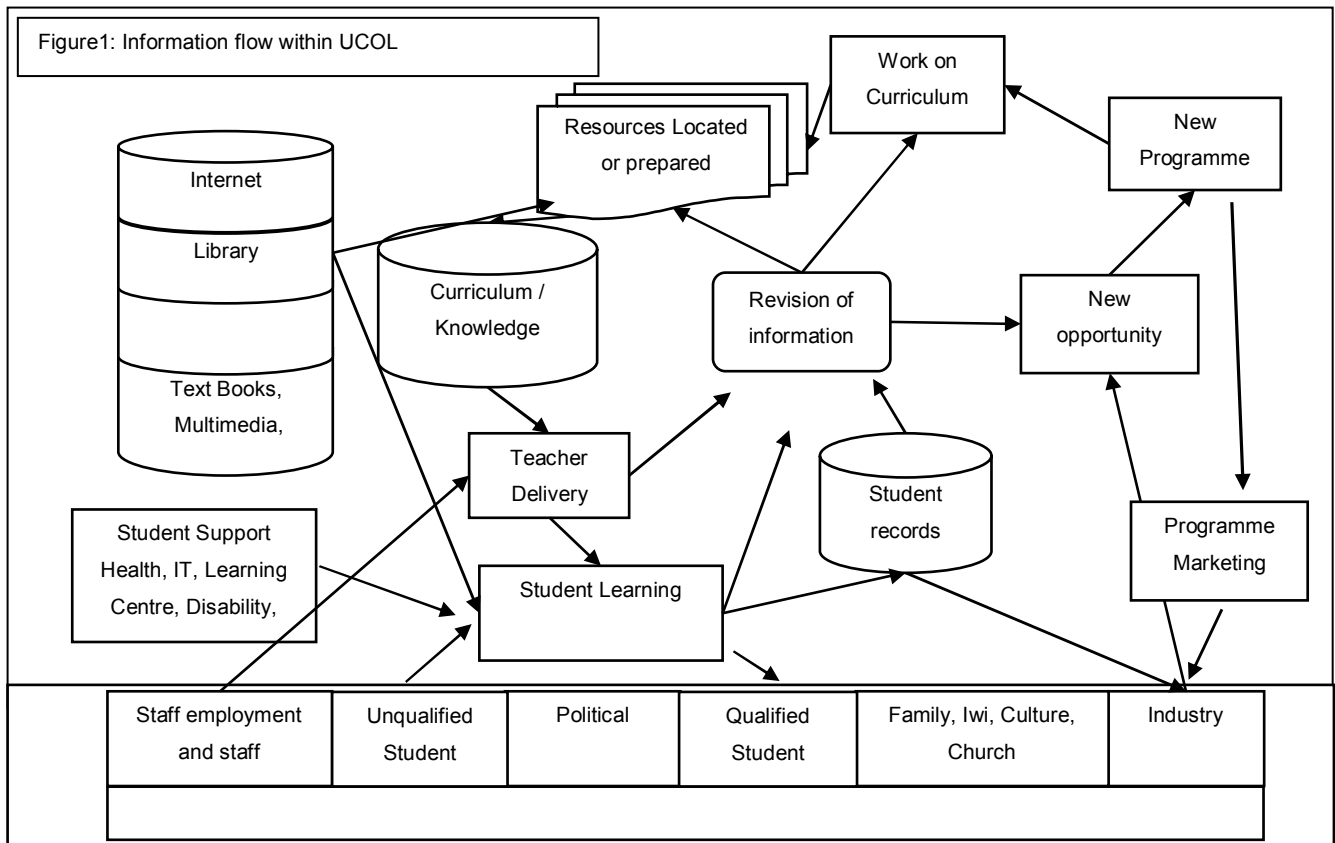 Figure1: Information flow within UCOL
Work on
Curriculum
Resources Located
or prepared
New
Programme
Internet
Library
Text Books,
Multimedia,
Curriculum /
Knowledge
Revision of
information
New
opportunity
Teacher
Delivery
Student
records
Programme
Marketing
Student Support
Health, IT, Learning
Centre, Disability,
Student Learning
Staff employment
and staff
Unqualified
Student
Political
Qualified
Student
Family, Iwi, Culture,
Church
Industry